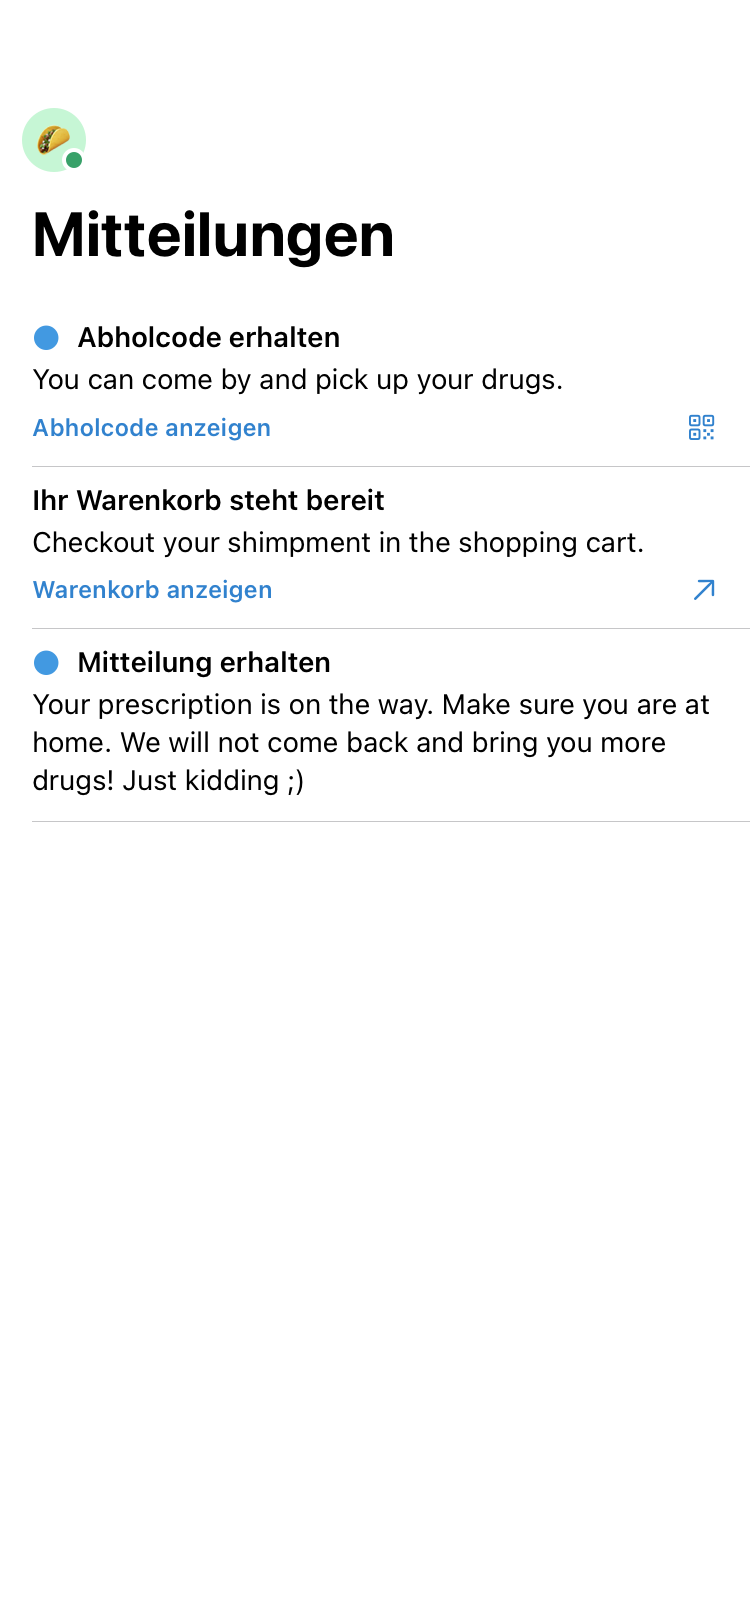 Mitteilungen
Abholcode erhalten
You can come by and pick up your drugs.
Abholcode anzeigen
Ihr Warenkorb steht bereit
Checkout your shimpment in the shopping cart.
Warenkorb anzeigen
Mitteilung erhalten
Your prescription is on the way. Make sure you are at
home. We will not come back and bring you more
drugs! Just kidding ;)